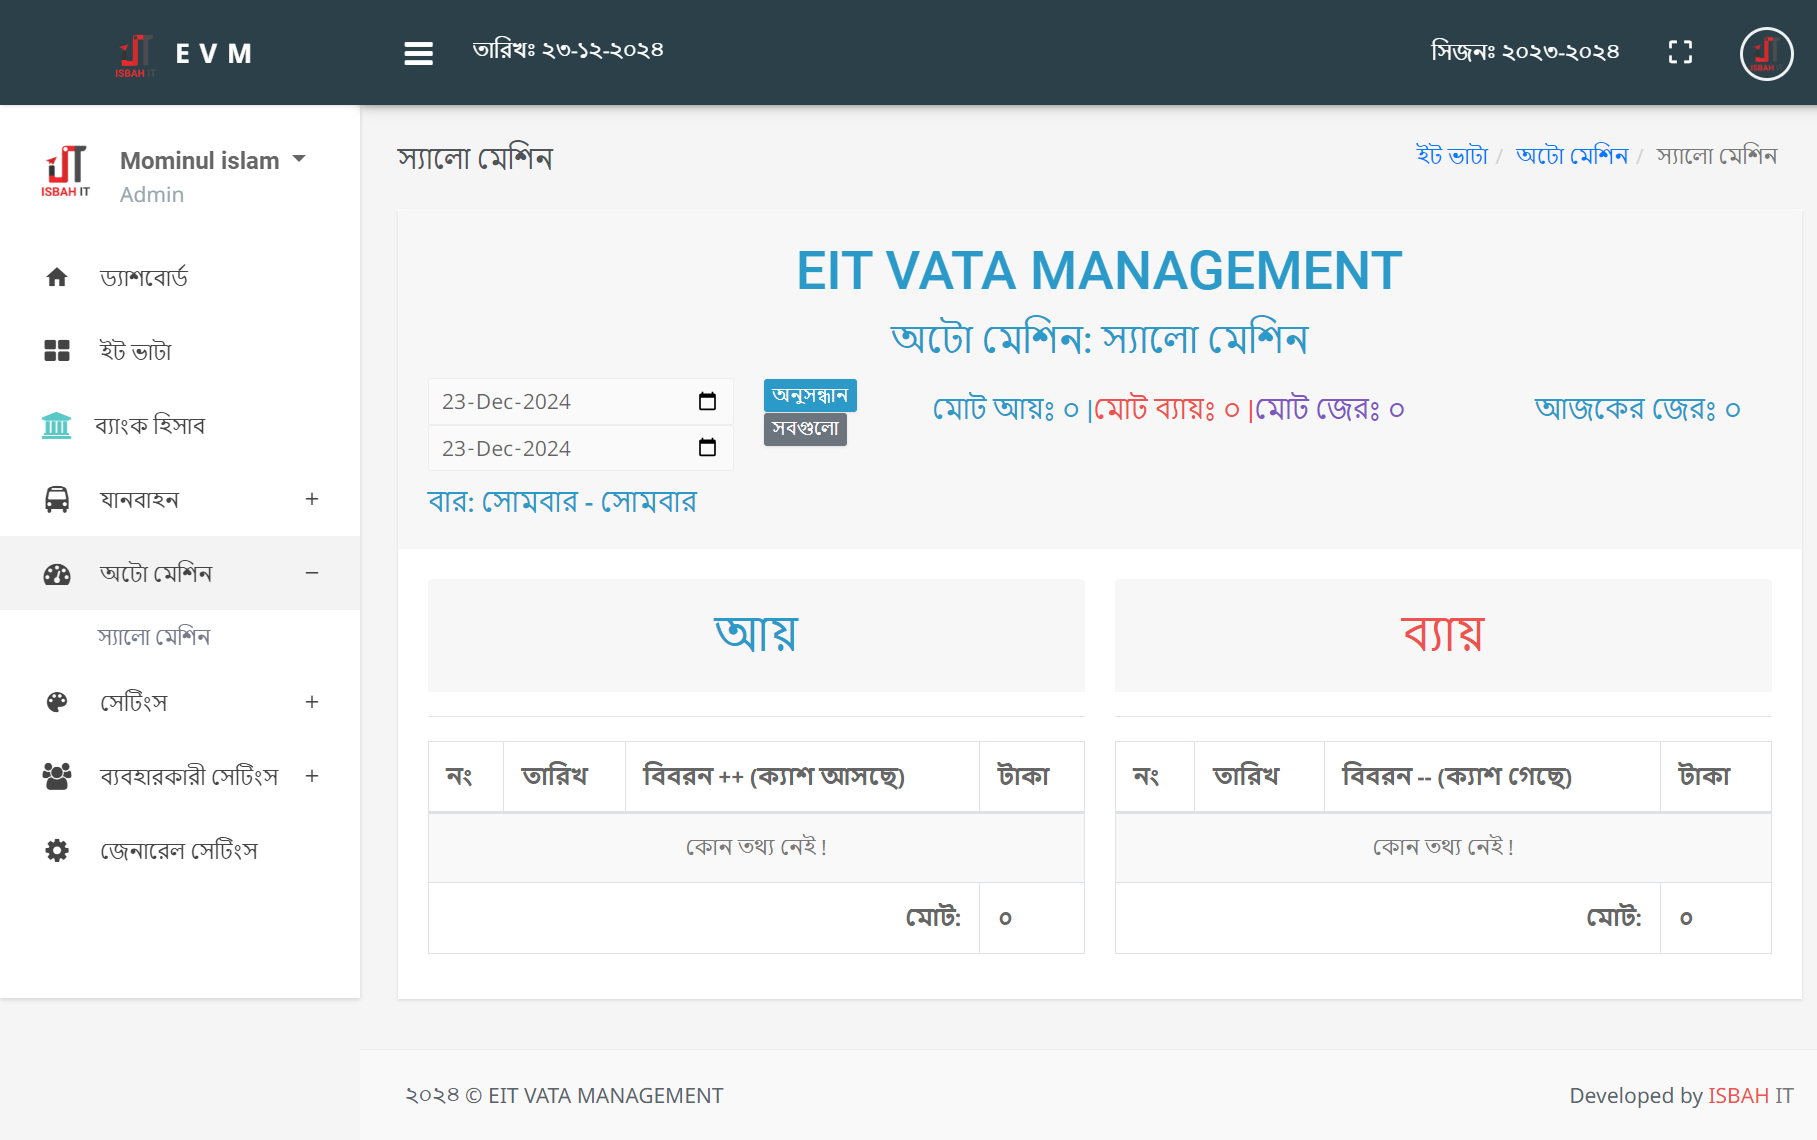 ISBAH IT
EVM
তারিখঃ ২৩-১২-২০২৪
সিজনঃ ২০২৩-২০২৪
ISBAH IT
ISBAH IT
Mominul islam
Admin
ড্যাশবোর্ড
ইট ভাটা
ব্যাংক হিসাব
যানবাহন +
অটো মেশিন −
স্যালো মেশিন
সেটিংস +
ব্যবহারকারী সেটিংস +
জেনারেল সেটিংস
স্যালো মেশিন
ইট ভাটা / অটো মেশিন / স্যালো মেশিন
EIT VATA MANAGEMENT
অটো মেশিন: স্যালো মেশিন
23-Dec-2024
23-Dec-2024
অনুসন্ধান
সবগুলো
মোট আয়ঃ ০ |মোট ব্যায়ঃ ০ |মোট জেরঃ ০
আজকের জেরঃ ০
বার: সোমবার - সোমবার
আয়
নং তারিখ বিবরন ++ (ক্যাশ আসছে) টাকা
কোন তথ্য নেই !
মোট: ০
ব্যায়
নং তারিখ বিবরন -- (ক্যাশ গেছে) টাকা
কোন তথ্য নেই !
মোট: ০
২০২৪ © EIT VATA MANAGEMENT
Developed by ISBAH IT